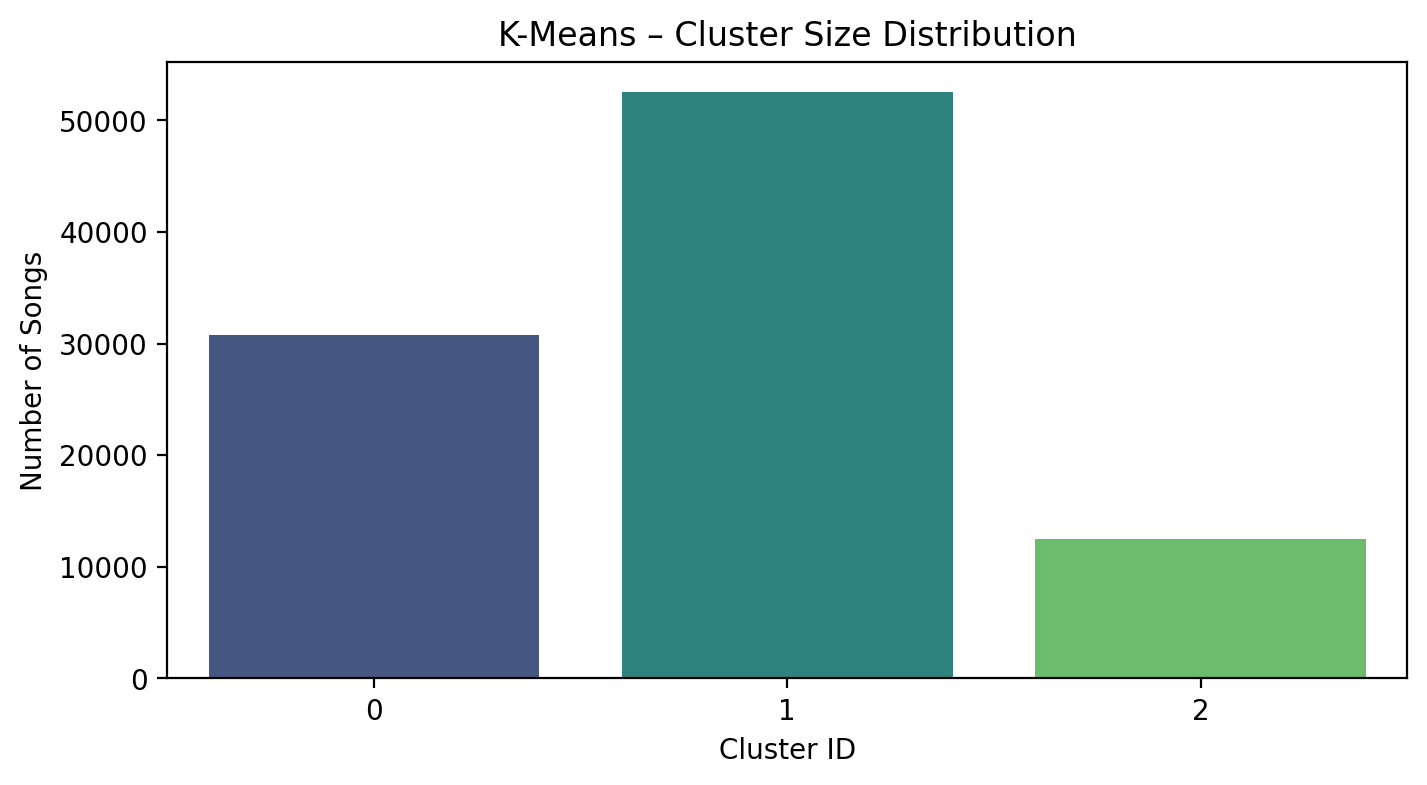 K-Means – Cluster Size Distribution
Number of Songs
50000
40000
30000
20000
10000
0
0 1 2
Cluster ID